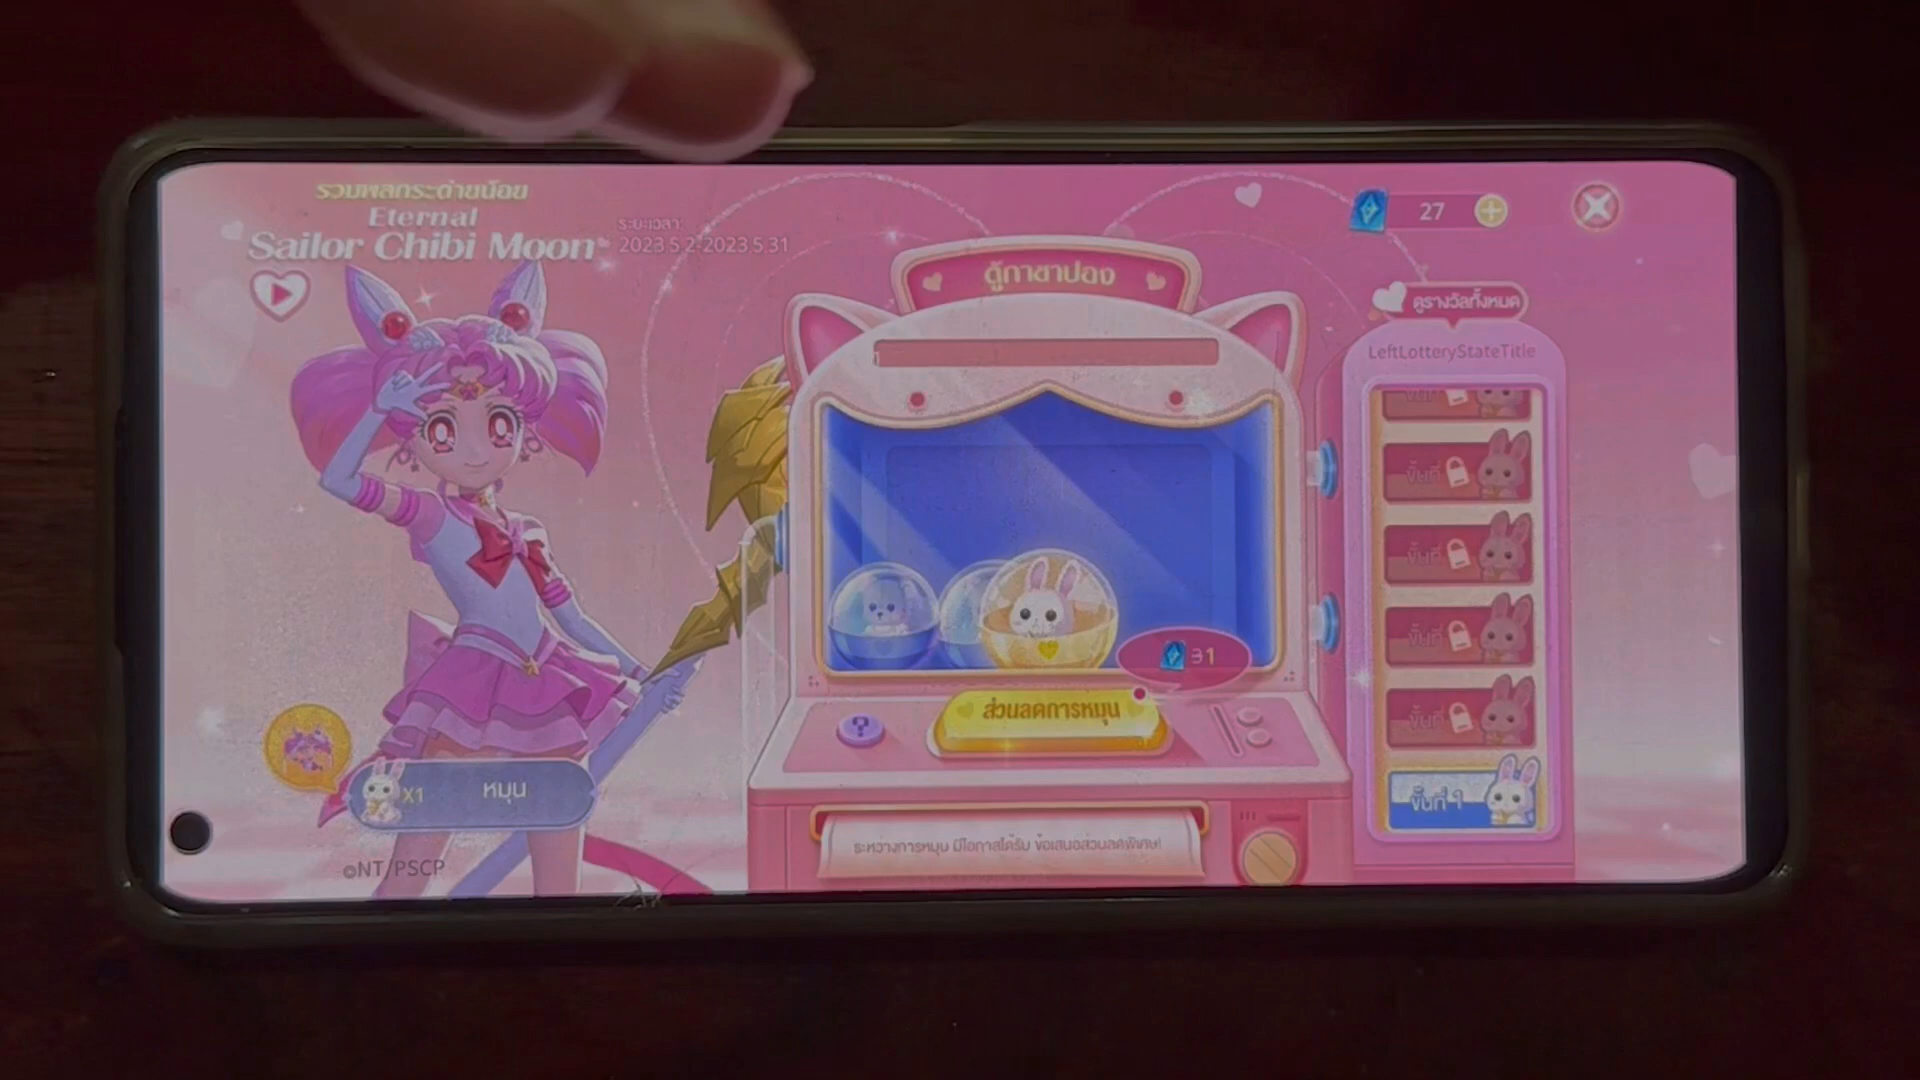 รวมพลกระต่ายน้อย
Eternal
Sailor Chibi Moon
ระยะเวลา:
2023.5.2-2023.5.31
27
ตู้กาชาปอง
ดูรางวัลทั้งหมด
LeftLotteryStateTitle
ขั้นที่
ขั้นที่
ขั้นที่
ขั้นที่
ขั้นที่ 1
31
ส่วนลดการหมุน
?
X1 หมุน
ระหว่างการหมุน มีโอกาสได้รับ ข้อเสนอส่วนลดพิเศษ!
©NT/PSCP